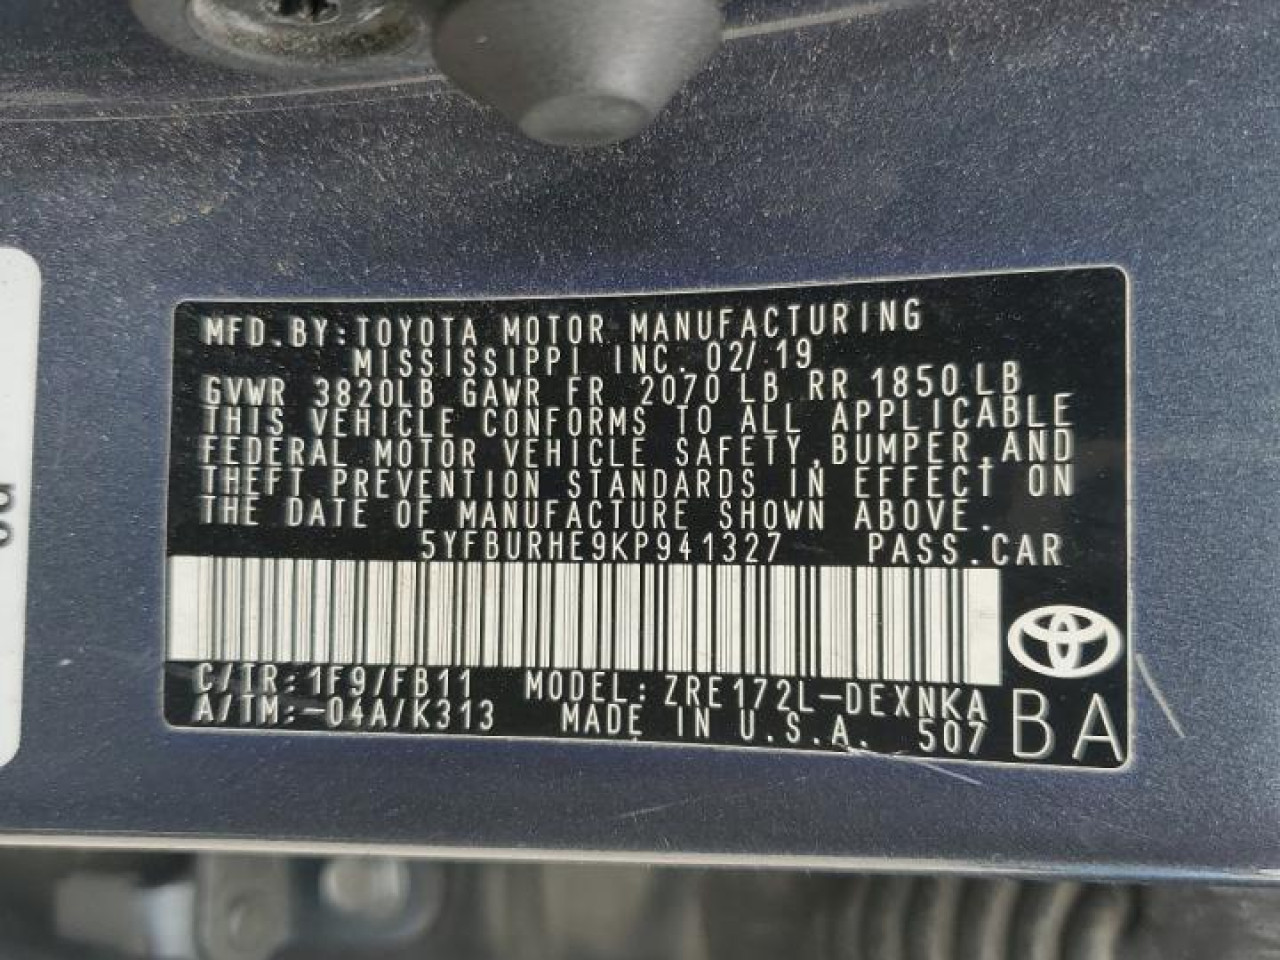 MFD.BY:TOYOTA MOTOR MANUFACTURING
MISSISSIPPI INC. 02/19
GVWR 3820LB GAWR FR 2070 LB RR 1850 LB
THIS VEHICLE CONFORMS TO ALL APPLICABLE
FEDERAL MOTOR VEHICLE SAFETY,BUMPER,AND
THEFT PREVENTION STANDARDS IN EFFECT ON
THE DATE OF MANUFACTURE SHOWN ABOVE.
5YFBURHE9KP941327 PASS.CAR
C/TR:1F9/FB11 MODEL:ZRE172L-DEXNKA
A/TM:-04A/K313 MADE IN U.S.A. 507
BA